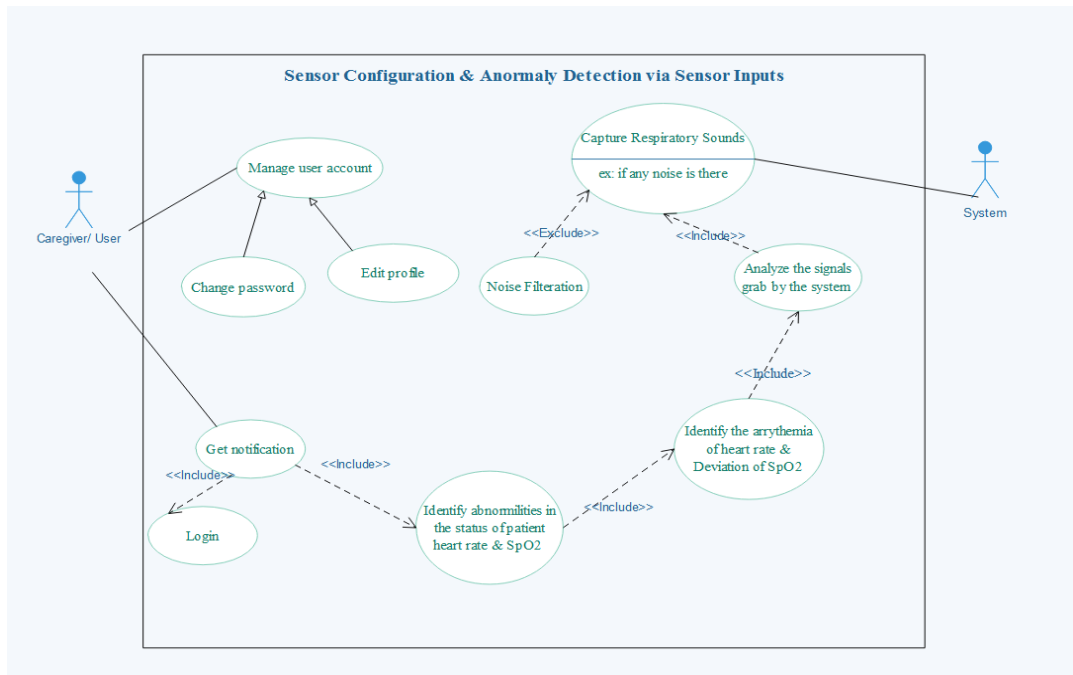 Sensor Configuration & Anormaly Detection via Sensor Inputs
Capture Respiratory Sounds
ex: if any noise is there
Manage user account
Caregiver/ User
System
<<Exclude>>
<<Include>>
Change password
Edit profile
Noise Filteration
Analyze the signals
grab by the system
<<Include>>
Get notification
Identify the arrythemia
of heart rate &
Deviation of SpO2
<<Include>>
<<Include>>
<<Include>>
Identify abnormilities in
the status of patient
heart rate & SpO2
Login